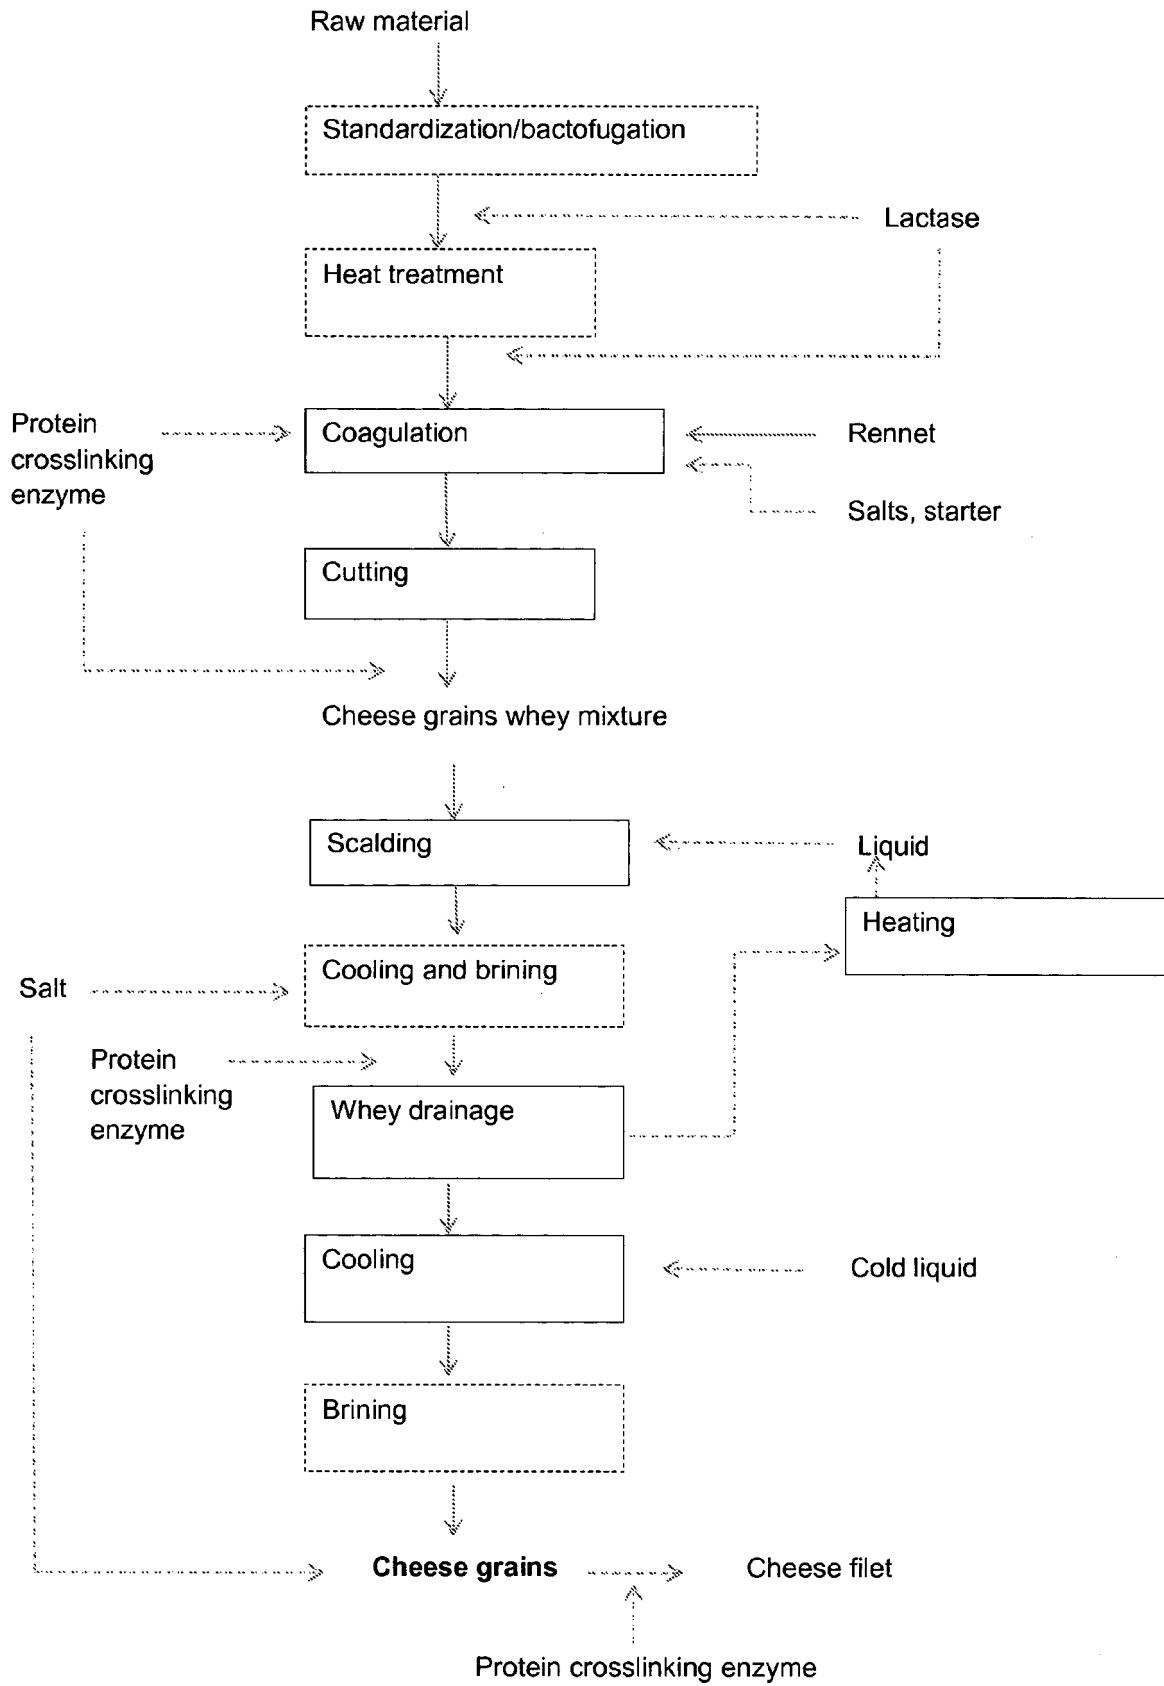 Raw material
Standardization/bactofugation
Lactase
Heat treatment
Protein
crosslinking
enzyme
Coagulation
Rennet
Salts, starter
Cutting
Cheese grains whey mixture
Scalding
Liquid
Heating
Cooling and brining
Salt
Protein
crosslinking
enzyme
Whey drainage
Cooling
Cold liquid
Brining
Cheese grains
Cheese filet
Protein crosslinking enzyme